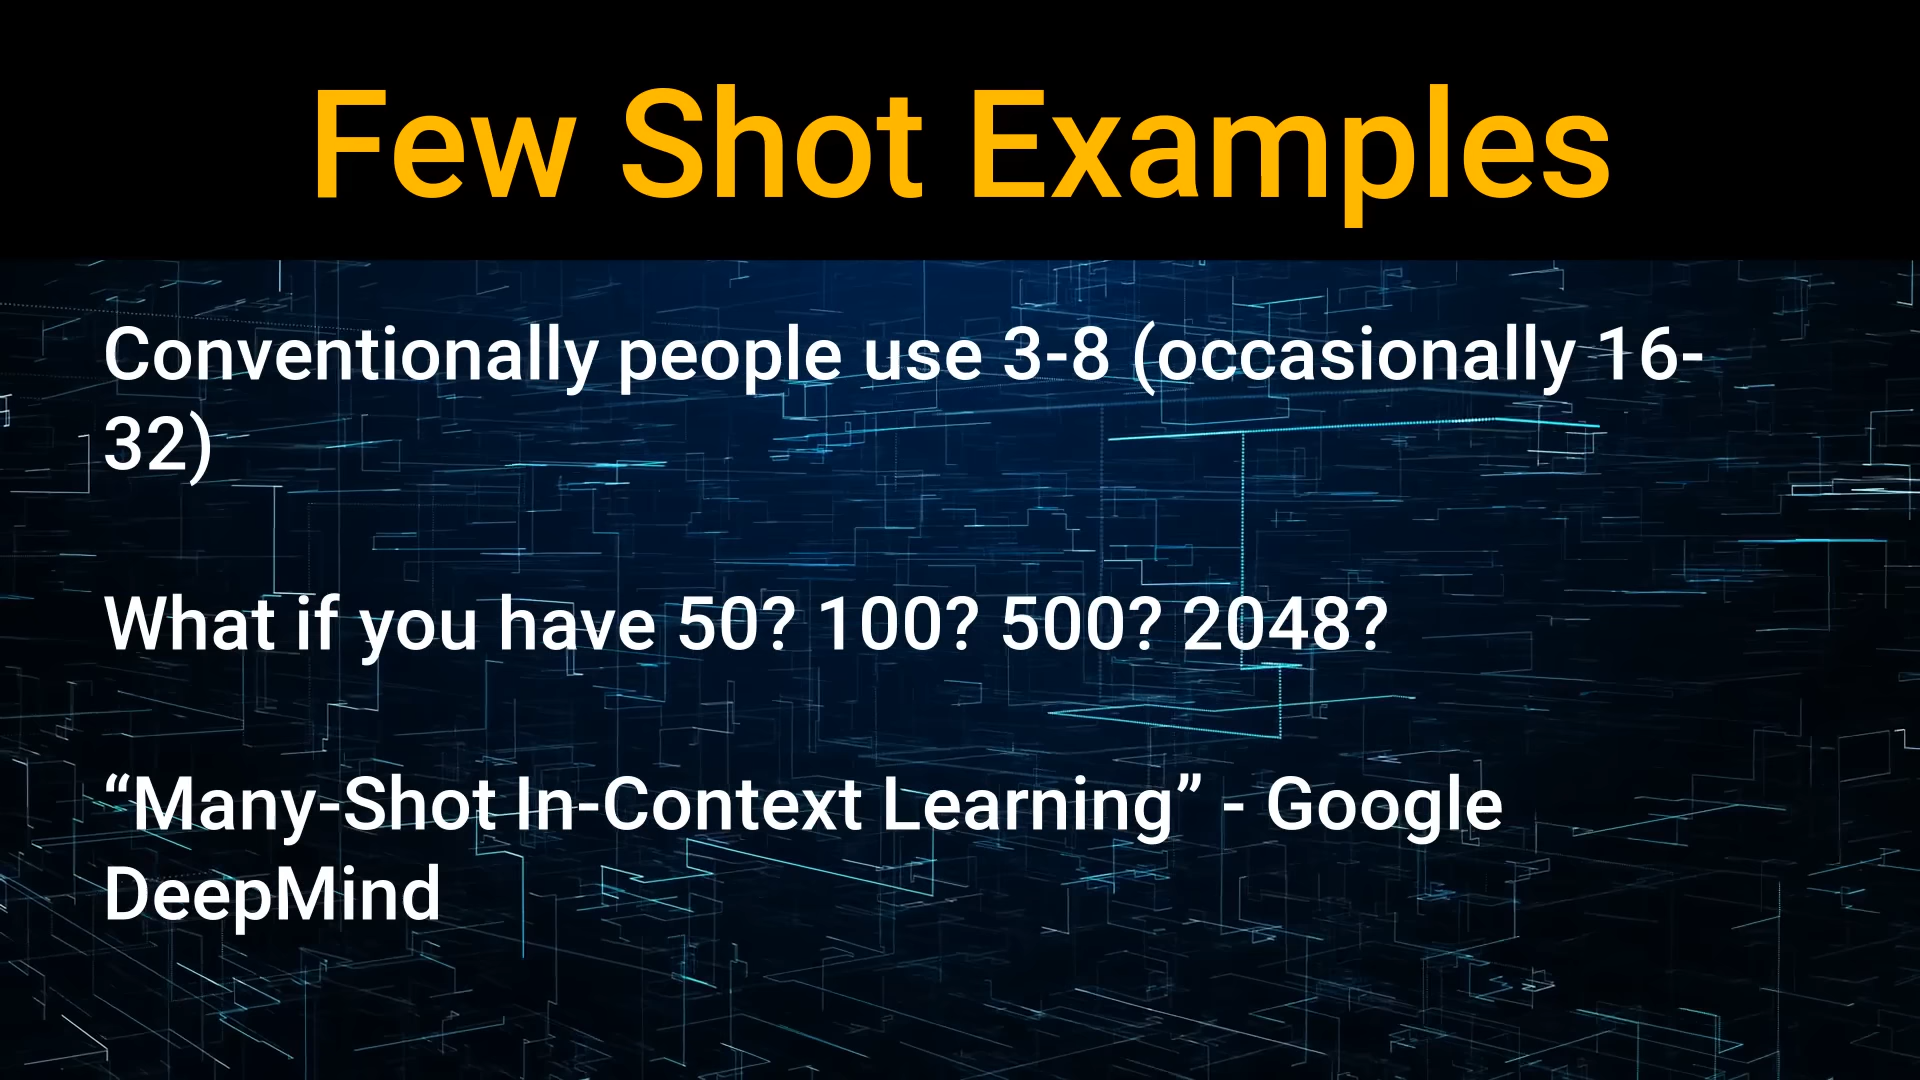 Few Shot Examples
Conventionally people use 3-8 (occasionally 16-
32)
What if you have 50? 100? 500? 2048?
“Many-Shot In-Context Learning” - Google
DeepMind